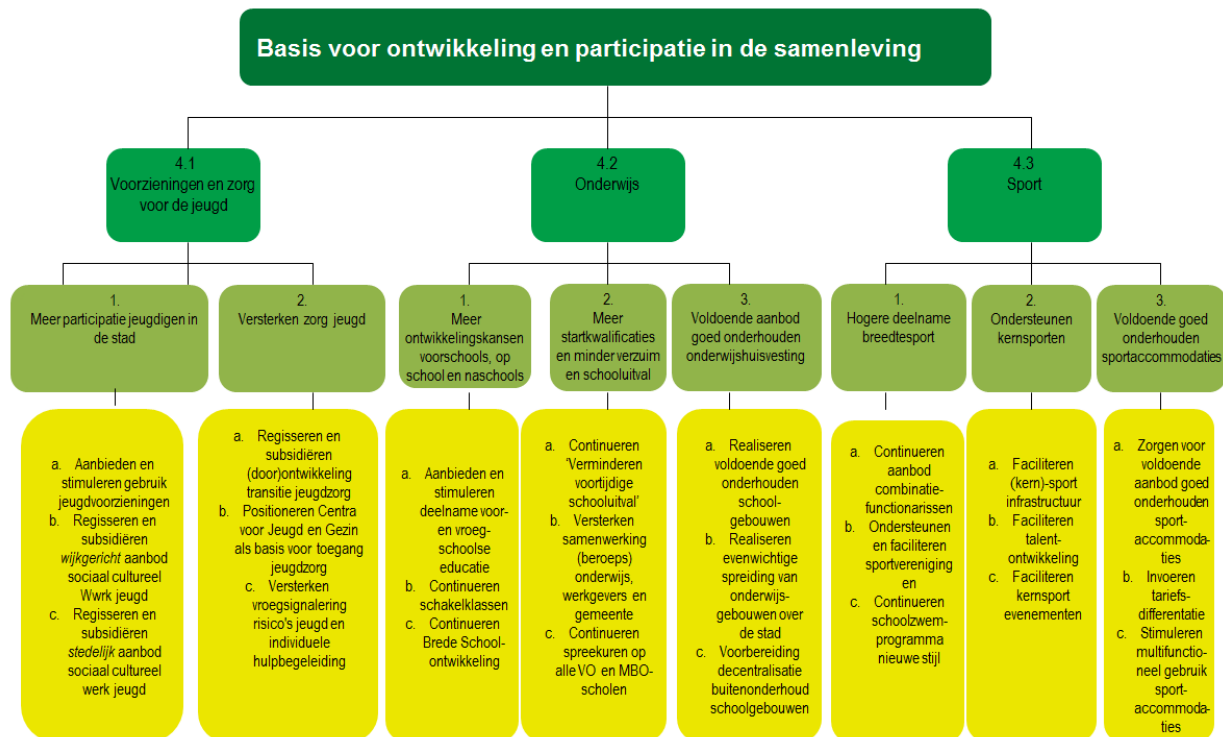 Basis voor ontwikkeling en participatie in de samenleving
4.1
Voorzieningen en zorg
voor de jeugd
4.2
Onderwijs
4.3
Sport
1.
Meer participatie jeugdigen in
de stad
2.
Versterken zorg jeugd
1.
Meer
ontwikkelingskansen
voorschools, op
school en naschools
2.
Meer
startkwalificaties
en minder verzuim
en schooluitval
3.
Voldoende aanbod
goed onderhouden
onderwijshuisvesting
1.
Hogere deelname
breedtesport
2.
Ondersteunen
kernsporten
3.
Voldoende goed
onderhouden
sportaccommodaties
a. Aanbieden en
stimuleren gebruik
jeugdvoorzieningen
b. Regisseren en
subsidiëren
wijkgericht aanbod
sociaal cultureel
Wwrk jeugd
c. Regisseren en
subsidiëren
stedelijk aanbod
sociaal cultureel
werk jeugd
a. Regisseren en
subsidiëren
(door)ontwikkeling
transitie jeugdzorg
b. Positioneren Centra
voor Jeugd en Gezin
als basis voor toegang
jeugdzorg
c. Versterken
vroegsignalering
risico's jeugd en
individuele
hulpbegeleiding
a. Aanbieden en
stimuleren
deelname voor-
en vroeg-
schoolse
educatie
b. Continueren
schakelklassen
c. Continueren
Brede School-
ontwikkeling
a. Continueren
‘Verminderen
voortijdige
schooluitval’
b. Versterken
samenwerking
(beroeps)
onderwijs,
werkgevers en
gemeente
c. Continueren
spreekuren op
alle VO en MBO-
scholen
a. Realiseren
voldoende goed
onderhouden
school-
gebouwen
b. Realiseren
evenwichtige
spreiding van
onderwijs-
gebouwen over
de stad
c. Voorbereiding
decentralisatie
buitenonderhoud
schoolgebouwen
a. Continueren
aanbod
combinatie-
functionarissen
b. Ondersteunen
en faciliteren
sportvereniging
en
c. Continueren
schoolzwem-
programma
nieuwe stijl
a. Faciliteren
(kern)-sport
infrastructuur
b. Faciliteren
talent-
ontwikkeling
c. Faciliteren
kernsport
evenementen
a. Zorgen voor
voldoende
aanbod goed
onderhouden
sport-
accommoda-
ties
b. Invoeren
tariefs-
differentatie
c. Stimuleren
multifunctio-
neel gebruik
sport-
accommoda-
ties